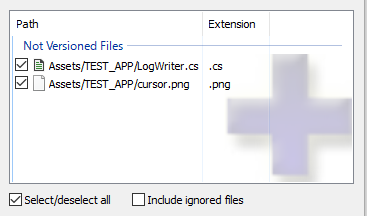 Path Extension
Not Versioned Files
Assets/TEST_APP/LogWriter.cs .cs
Assets/TEST_APP/cursor.png .png
Select/deselect all Include ignored files